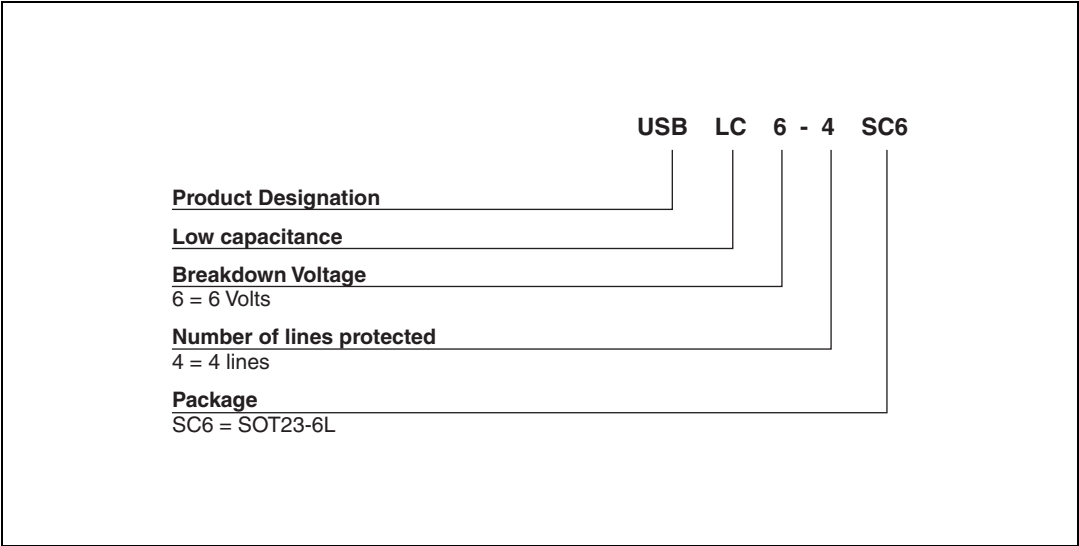 USB LC 6 - 4 SC6
Product Designation
Low capacitance
Breakdown Voltage
6 = 6 Volts
Number of lines protected
4 = 4 lines
Package
SC6 = SOT23-6L